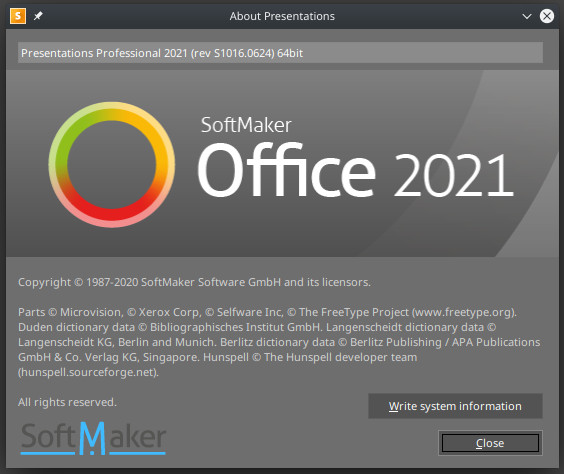 S
About Presentations
Presentations Professional 2021 (rev S1016.0624) 64bit
SoftMaker
Office 2021
Copyright © 1987-2020 SoftMaker Software GmbH and its licensors.
Parts © Microvision, © Xerox Corp, © Selfware Inc, © The FreeType Project (www.freetype.org).
Duden dictionary data © Bibliographisches Institut GmbH. Langenscheidt dictionary data ©
Langenscheidt KG, Berlin and Munich. Berlitz dictionary data © Berlitz Publishing / APA Publications
GmbH & Co. Verlag KG, Singapore. Hunspell © The Hunspell developer team
(hunspell.sourceforge.net).
All rights reserved.
Write system information
SoftMaker
Close